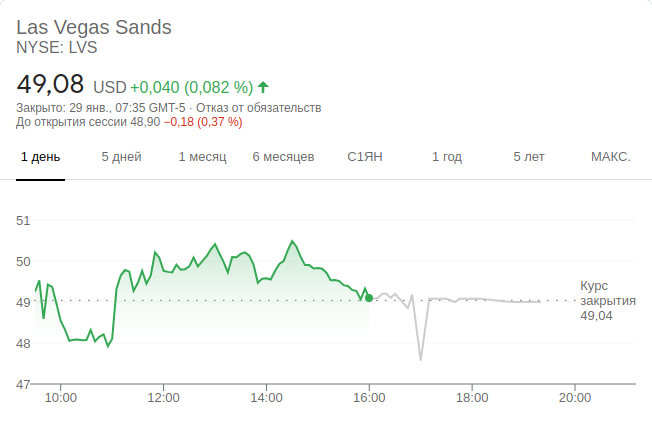 Las Vegas Sands
NYSE: LVS
49,08 USD +0,040 (0,082 %)
Закрыто: 29 янв., 07:35 GMT-5 · Отказ от обязательств
До открытия сессии 48,90 −0,18 (0,37 %)
1 день 5 дней 1 месяц 6 месяцев С1ЯН 1 год 5 лет МАКС.
51
50
49
48
47
Курс
закрытия
49,04
10:00 12:00 14:00 16:00 18:00 20:00